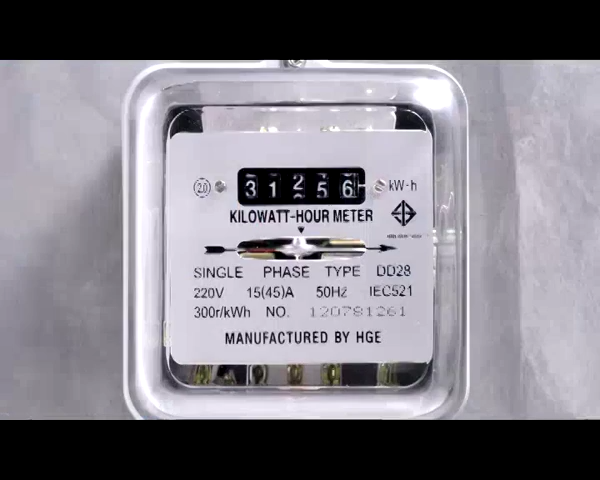 2.0 31256 kW-h
KILOWATT-HOUR METER
SINGLE PHASE TYPE DD28
220V 15(45)A 50Hz IEC521
300r/kWh NO. 120781261
MANUFACTURED BY HGE